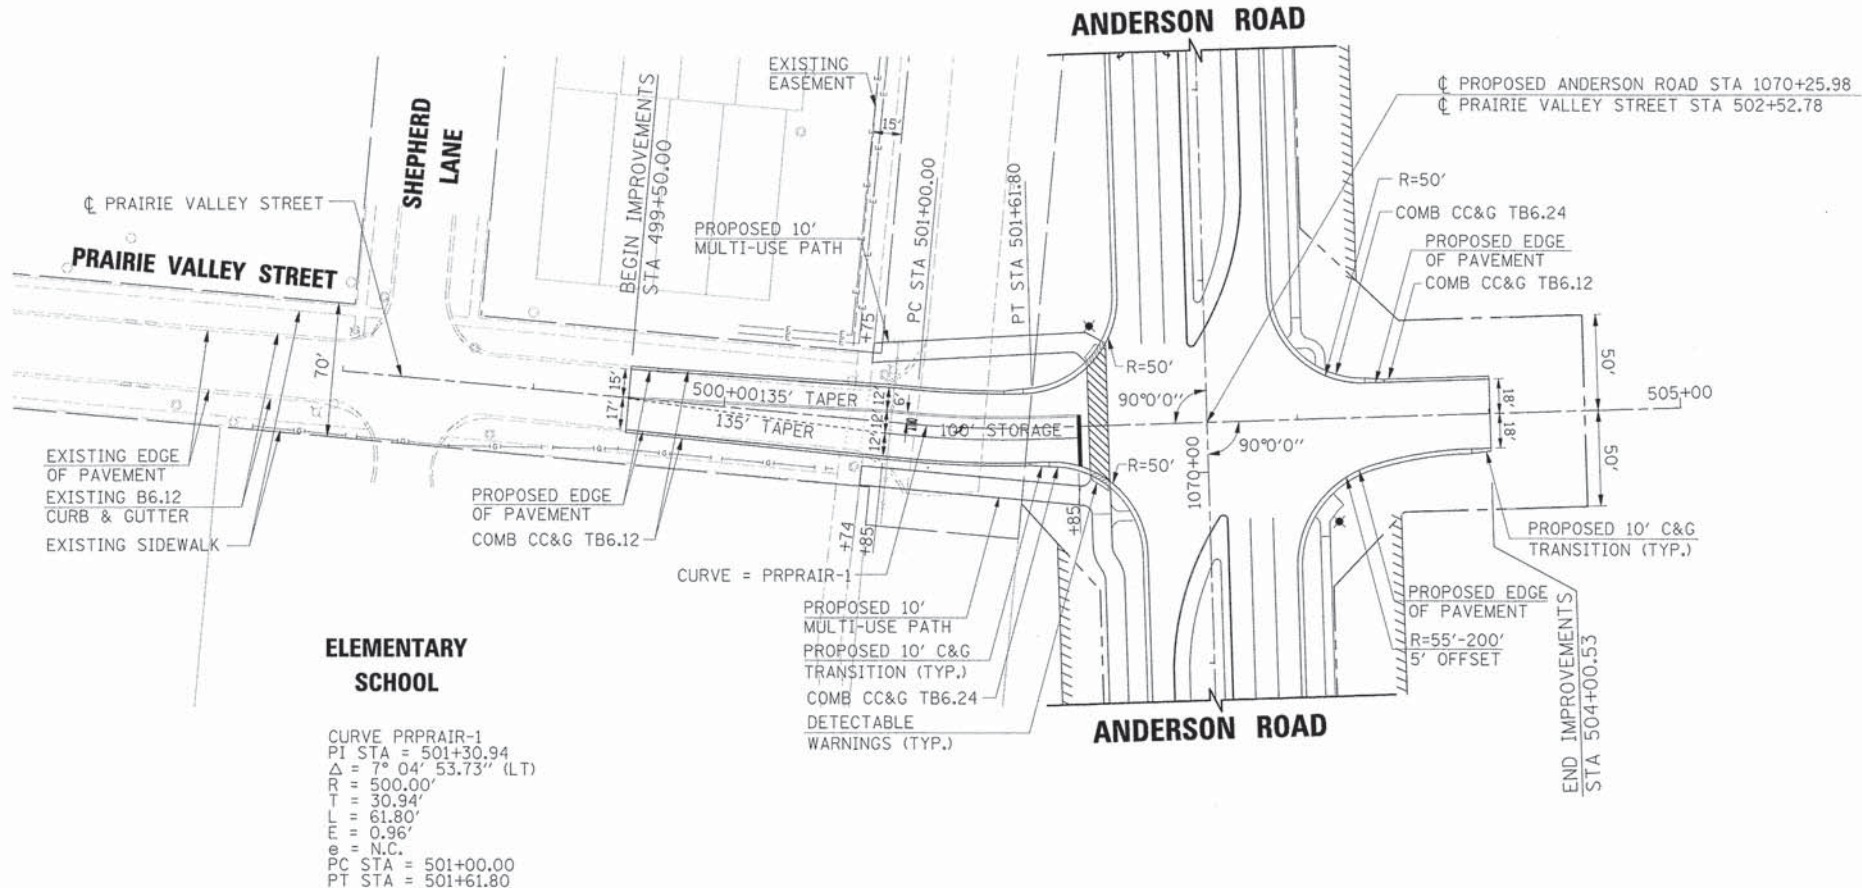 ANDERSON ROAD
EXISTING
EASEMENT
℄ PROPOSED ANDERSON ROAD STA 1070+25.98
℄ PRAIRIE VALLEY STREET STA 502+52.78
SHEPHERD
LANE
BEGIN IMPROVEMENTS
STA 499+50.00
15'
PC STA 501+00.00
PT STA 501+61.80
R=50'
COMB CC&G TB6.24
PROPOSED EDGE
OF PAVEMENT
COMB CC&G TB6.12
℄ PRAIRIE VALLEY STREET
PROPOSED 10'
MULTI-USE PATH
PRAIRIE VALLEY STREET
+75
70'
15'
17'
500+00
135' TAPER
135' TAPER
12'
6'
12'
12'
100' STORAGE
R=50'
90°0'0"
90°0'0"
R=50'
1070+00
50'
50'
18'
18'
505+00
EXISTING EDGE
OF PAVEMENT
EXISTING B6.12
CURB & GUTTER
EXISTING SIDEWALK
PROPOSED EDGE
OF PAVEMENT
COMB CC&G TB6.12
+74
+85
+85
CURVE = PRPRAIR-1
PROPOSED 10'
MULTI-USE PATH
PROPOSED 10' C&G
TRANSITION (TYP.)
COMB CC&G TB6.24
DETECTABLE
WARNINGS (TYP.)
PROPOSED 10' C&G
TRANSITION (TYP.)
PROPOSED EDGE
OF PAVEMENT
R=55'-200'
5' OFFSET
END IMPROVEMENTS
STA 504+00.53
ANDERSON ROAD
ELEMENTARY
SCHOOL
CURVE PRPRAIR-1
PI STA = 501+30.94
Δ = 7° 04' 53.73" (LT)
R = 500.00'
T = 30.94'
L = 61.80'
E = 0.96'
e = N.C.
PC STA = 501+00.00
PT STA = 501+61.80